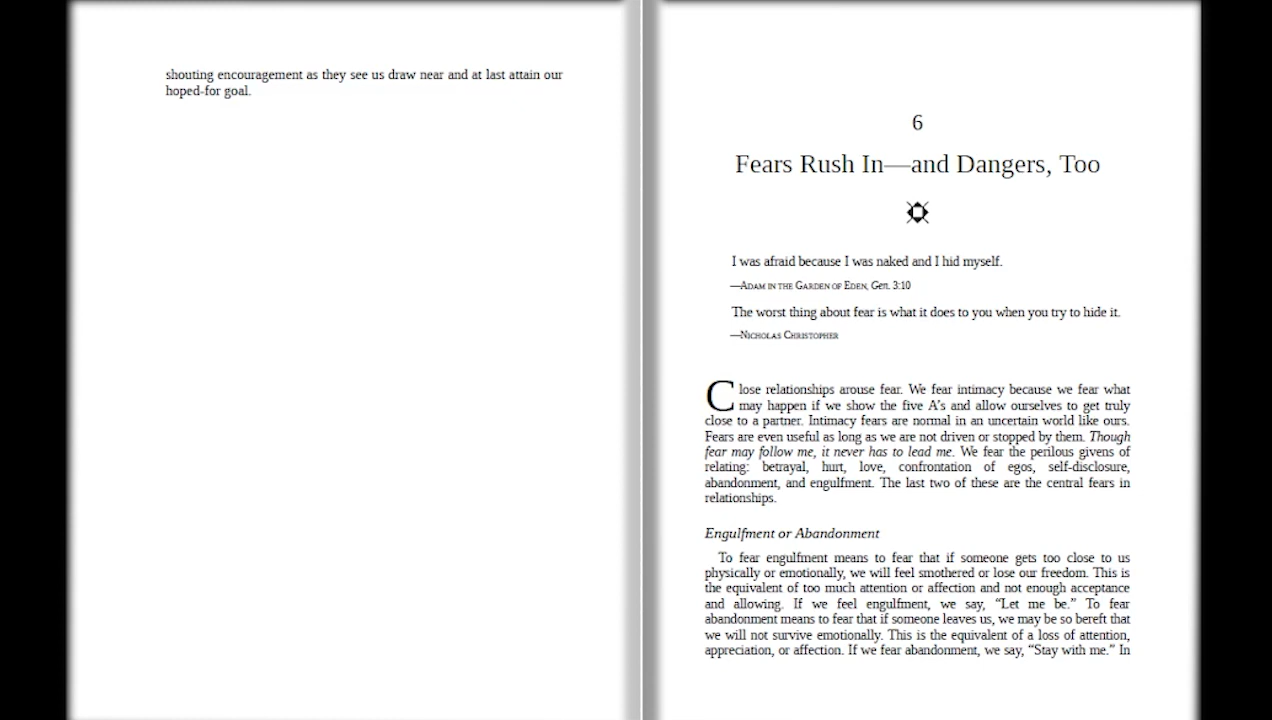 shouting encouragement as they see us draw near and at last attain our
hoped-for goal.
6
Fears Rush In—and Dangers, Too
I was afraid because I was naked and I hid myself.
—ADAM IN THE GARDEN OF EDEN, Gen. 3:10
The worst thing about fear is what it does to you when you try to hide it.
—NICHOLAS CHRISTOPHER
Close relationships arouse fear. We fear intimacy because we fear what
may happen if we show the five A’s and allow ourselves to get truly
close to a partner. Intimacy fears are normal in an uncertain world like ours.
Fears are even useful as long as we are not driven or stopped by them. Though
fear may follow me, it never has to lead me. We fear the perilous givens of
relating: betrayal, hurt, love, confrontation of egos, self-disclosure,
abandonment, and engulfment. The last two of these are the central fears in
relationships.
Engulfment or Abandonment
To fear engulfment means to fear that if someone gets too close to us
physically or emotionally, we will feel smothered or lose our freedom. This is
the equivalent of too much attention or affection and not enough acceptance
and allowing. If we feel engulfment, we say, “Let me be.” To fear
abandonment means to fear that if someone leaves us, we may be so bereft that
we will not survive emotionally. This is the equivalent of a loss of attention,
appreciation, or affection. If we fear abandonment, we say, “Stay with me.” In